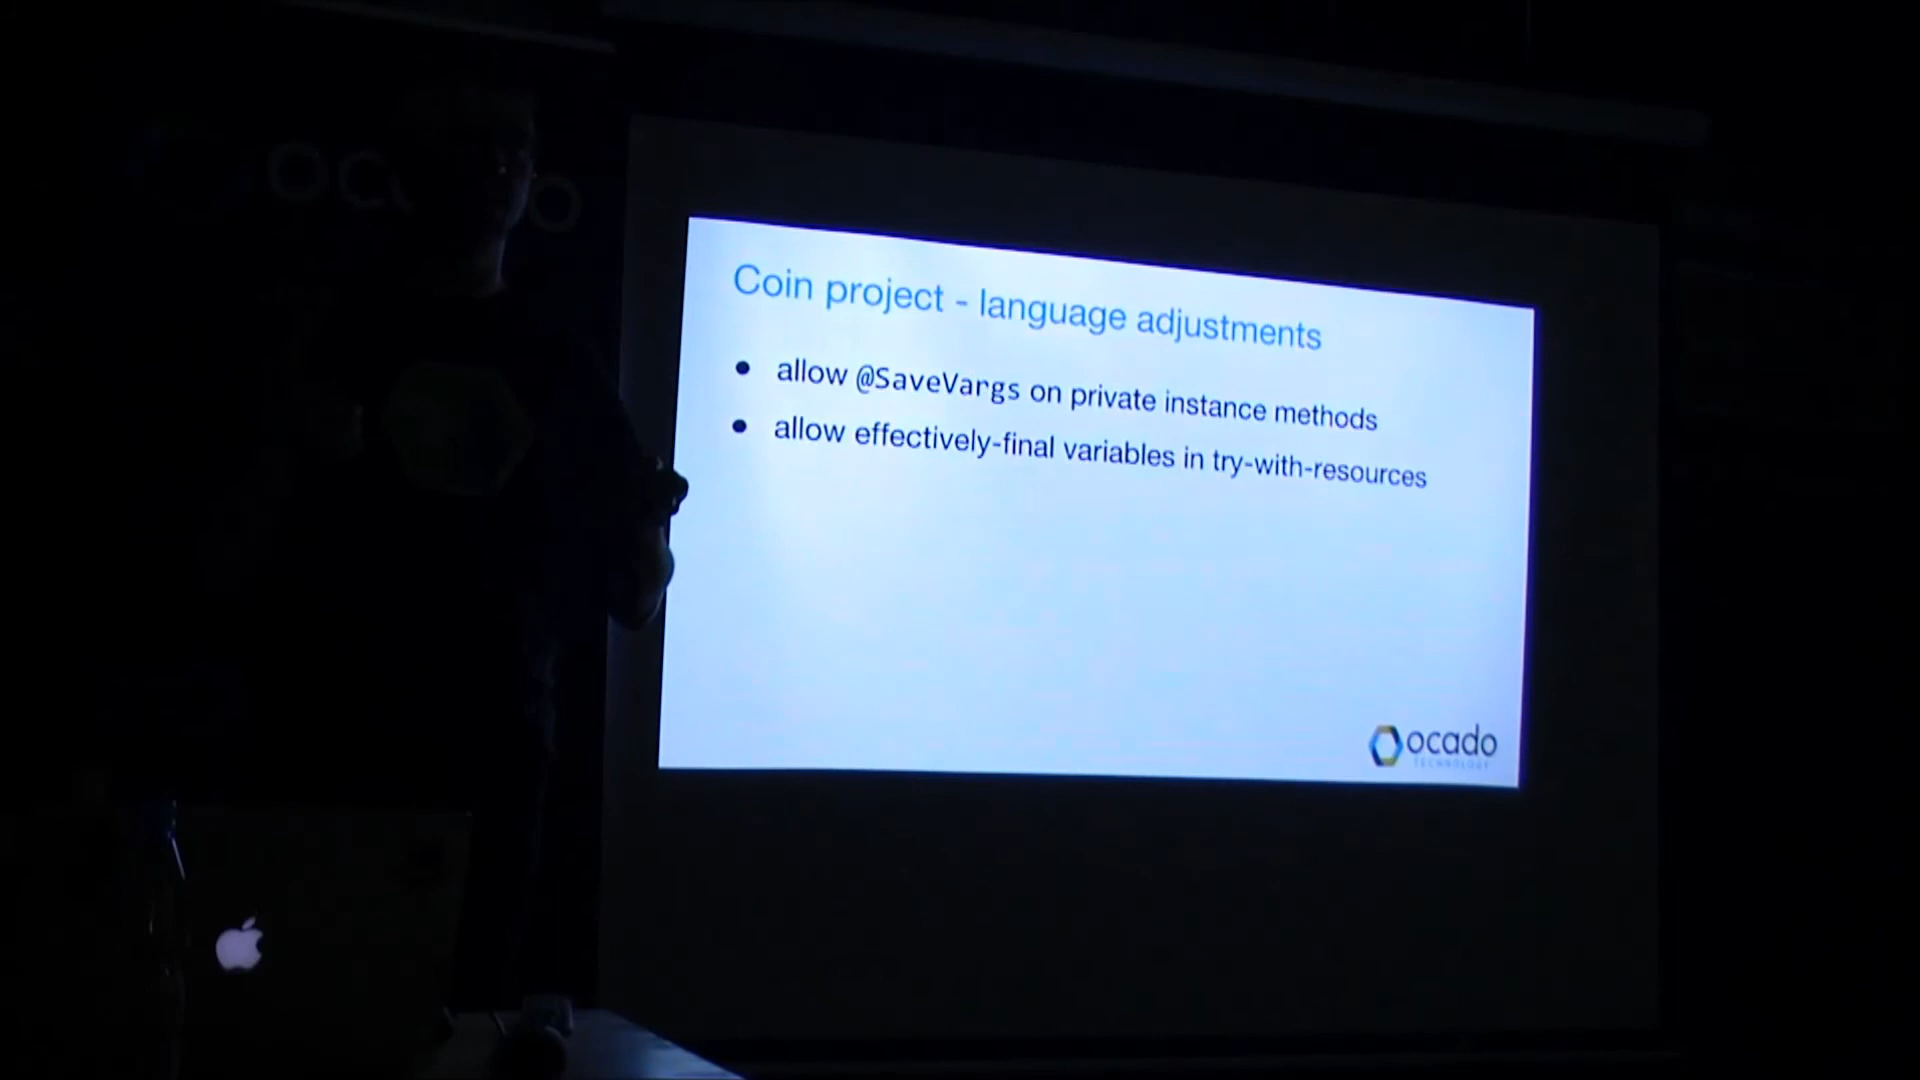 Coin project - language adjustments
• allow @SaveVargs on private instance methods
• allow effectively-final variables in try-with-resources
ocado
TECHNOLOGY